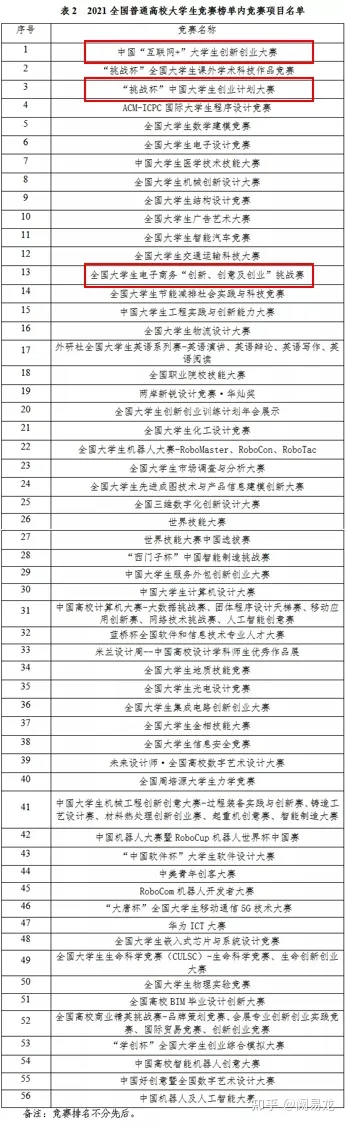 表 2 2021 全国普通高校大学生竞赛榜单内竞赛项目名单
序号 竞赛名称
1 中国“互联网+”大学生创新创业大赛
2 “挑战杯”全国大学生课外学术科技作品竞赛
3 “挑战杯”中国大学生创业计划大赛
4 ACM-ICPC 国际大学生程序设计竞赛
5 全国大学生数学建模竞赛
6 全国大学生电子设计竞赛
7 中国大学生医学技术技能大赛
8 全国大学生机械创新设计大赛
9 全国大学生结构设计竞赛
10 全国大学生广告艺术大赛
11 全国大学生智能汽车竞赛
12 全国大学生交通运输科技大赛
13 全国大学生电子商务“创新、创意及创业”挑战赛
14 全国大学生节能减排社会实践与科技竞赛
15 中国大学生工程实践与创新能力大赛
16 全国大学生物流设计大赛
17 外研社全国大学生英语系列赛-英语演讲、英语辩论、英语写作、英
语阅读
18 全国职业院校技能大赛
19 两岸新锐设计竞赛·华灿奖
20 全国大学生创新创业训练计划年会展示
21 全国大学生化工设计竞赛
22 全国大学生机器人大赛-RoboMaster、RoboCon、RoboTac
23 全国大学生市场调查与分析大赛
24 全国大学生先进成图技术与产品信息建模创新大赛
25 全国三维数字化创新设计大赛
26 世界技能大赛
27 世界技能大赛中国选拔赛
28 “西门子杯”中国智能制造挑战赛
29 中国大学生服务外包创新创业大赛
30 中国大学生计算机设计大赛
31 中国高校计算机大赛-大数据挑战赛、团体程序设计天梯赛、移动应
用创新赛、网络技术挑战赛、人工智能创意赛
32 蓝桥杯全国软件和信息技术专业人才大赛
33 米兰设计周--中国高校设计学科师生优秀作品展
34 全国大学生地质技能竞赛
35 全国大学生光电设计竞赛
36 全国大学生集成电路创新创业大赛
37 全国大学生金相技能大赛
38 全国大学生信息安全竞赛
39 未来设计师·全国高校数字艺术设计大赛
40 全国周培源大学生力学竞赛
41 中国大学生机械工程创新创意大赛-过程装备实践与创新赛、铸造工
艺设计赛、材料热处理创新创业赛、起重机创意赛、智能制造大赛
42 中国机器人大赛暨 RoboCup 机器人世界杯中国赛
43 “中国软件杯”大学生软件设计大赛
44 中美青年创客大赛
45 RoboCom 机器人开发者大赛
46 “大唐杯”全国大学生移动通信 5G 技术大赛
47 华为 ICT 大赛
48 全国大学生嵌入式芯片与系统设计竞赛
49 全国大学生生命科学竞赛（CULSC）-生命科学竞赛、生命创新创业
大赛
50 全国大学生物理实验竞赛
51 全国高校 BIM 毕业设计创新大赛
52 全国高校商业精英挑战赛-品牌策划竞赛、会展专业创新创业实践竞
赛、国际贸易竞赛、创新创业竞赛
53 “学创杯”全国大学生创业综合模拟大赛
54 中国高校智能机器人创意大赛
55 中国好创意暨全国数字艺术设计大赛
56 中国机器人及人工智能大赛
备注：竞赛排名不分先后。
知乎 @阔易龙